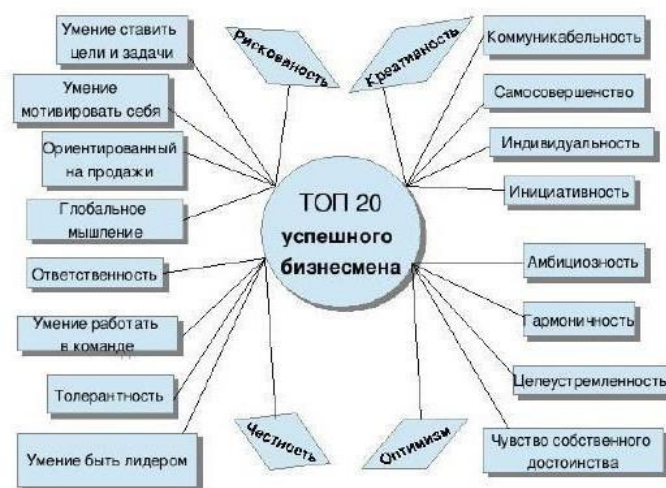 Умение ставить
цели и задачи
Рискованость
Креативность
Коммуникабельность
Умение
мотивировать себя
Самосовершенство
Ориентированный
на продажи
Индивидуальность
Глобальное
мышление
Инициативность
ТОП 20
успешного
бизнесмена
Ответственность
Амбициозность
Умение работать
в команде
Гармоничность
Толерантность
Целеустремленность
Умение быть лидером
Честность
Оптимизм
Чувство собственного
достоинства